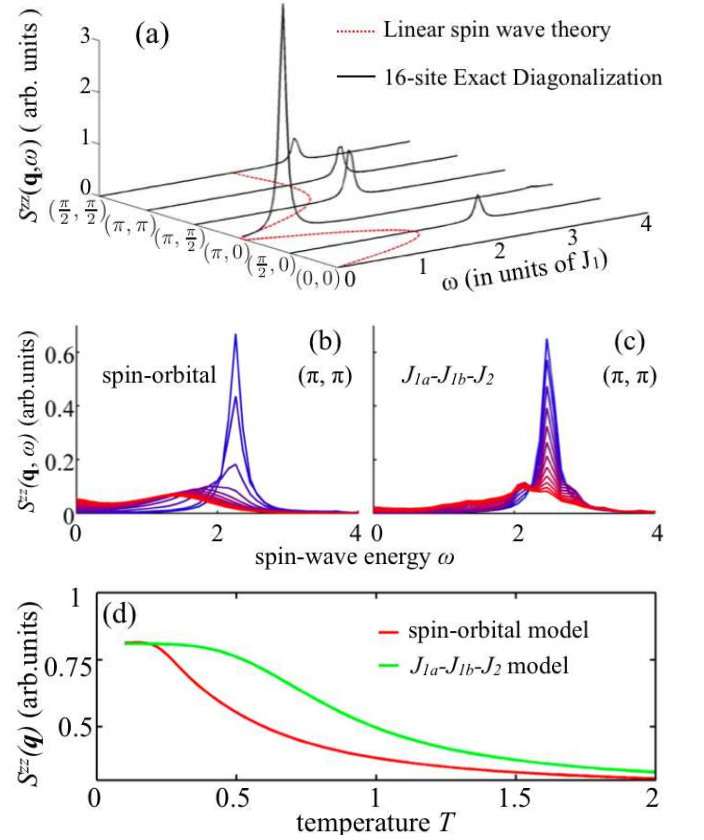 (a)
Linear spin wave theory
16-site Exact Diagonalization
S^{zz}(q,ω) ( arb. units )
3
2
1
0
(π/2, π/2)
(π, π)
(π, π/2)
(π, 0)
(π/2, 0)
(0, 0)
0
1
2
3
4
ω (in units of J₁)
(b)
spin-orbital
(π, π)
(c)
J_{1a}-J_{1b}-J_2
(π, π)
S^{zz}(q, ω) (arb.units)
0.6
0.4
0.2
0
0
2
4
0
2
4
spin-wave energy ω
(d)
spin-orbital model
J_{1a}-J_{1b}-J_2 model
S^{zz}(q) (arb.units)
1
0.75
0.5
0
0.5
1
1.5
2
temperature T